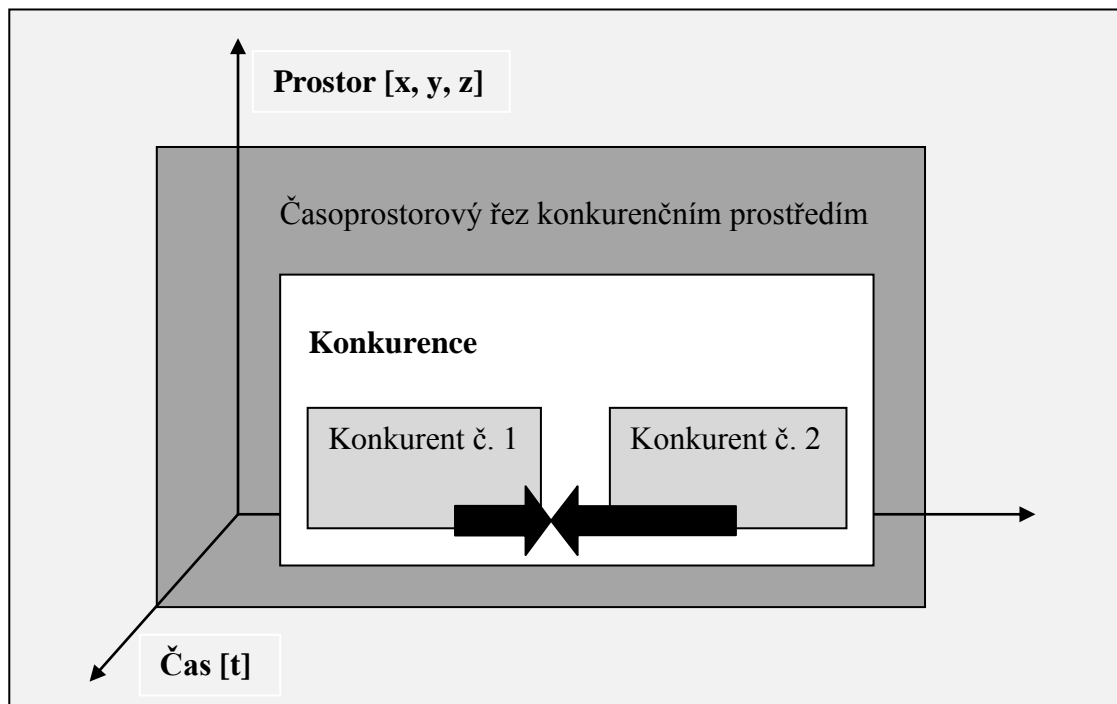 Prostor [x, y, z]
Časoprostorový řez konkurenčním prostředím
Konkurence
Konkurent č. 1
Konkurent č. 2
Čas [t]